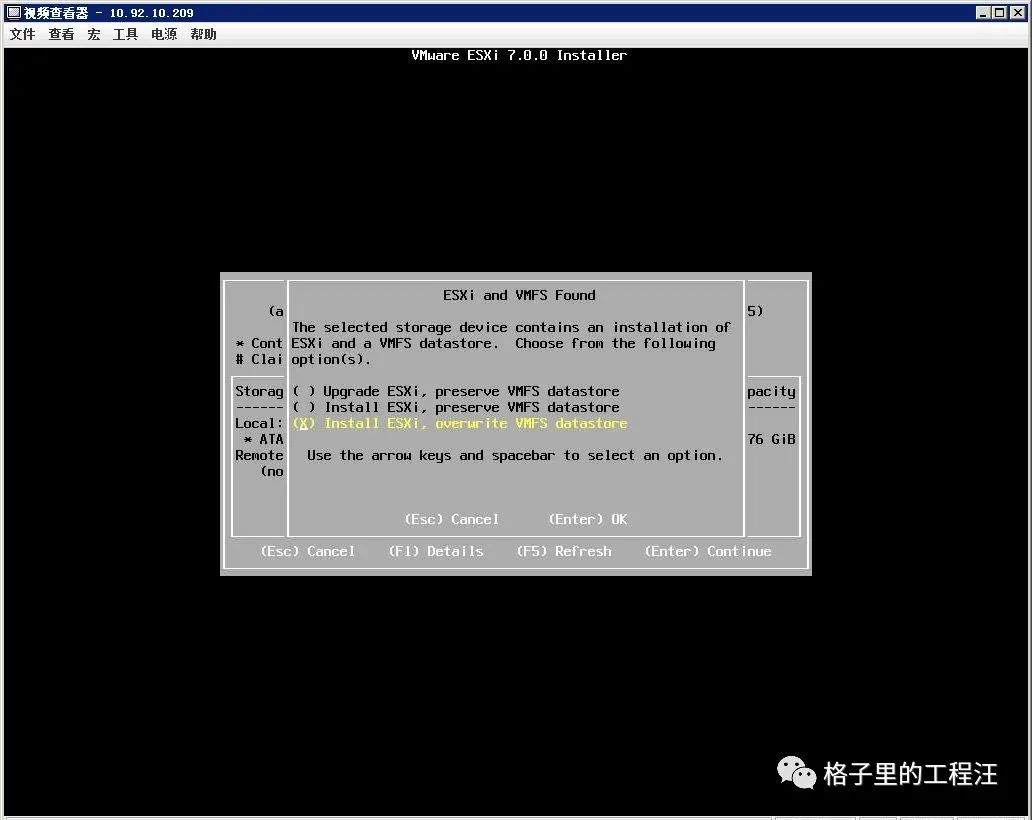 视频查看器 - 10.92.10.209
文件 查看 宏 工具 电源 帮助
VMware ESXi 7.0.0 Installer
ESXi and VMFS Found
(a 5)
The selected storage device contains an installation of
* Cont ESXi and a VMFS datastore. Choose from the following
# Clai option(s).
Storag ( ) Upgrade ESXi, preserve VMFS datastore pacity
------ ( ) Install ESXi, preserve VMFS datastore ------
Local: (X) Install ESXi, overwrite VMFS datastore
* ATA 76 GiB
Remote Use the arrow keys and spacebar to select an option.
(no
(Esc) Cancel (Enter) OK
(Esc) Cancel (F1) Details (F5) Refresh (Enter) Continue
格子里的工程汪